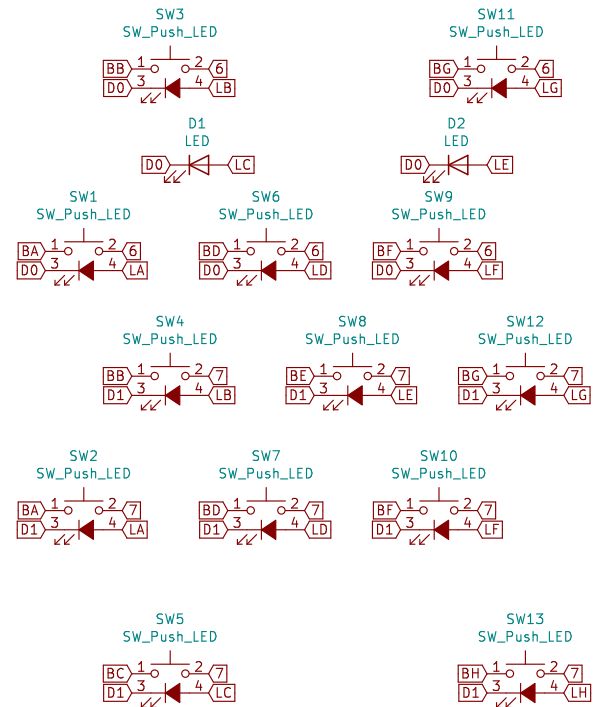 SW3
SW_Push_LED
BB 1 2 6
D0 3 4 LB
SW11
SW_Push_LED
BG 1 2 6
D0 3 4 LG
D1
LED
D0 LC
D2
LED
D0 LE
SW1
SW_Push_LED
BA 1 2 6
D0 3 4 LA
SW6
SW_Push_LED
BD 1 2 6
D0 3 4 LD
SW9
SW_Push_LED
BF 1 2 6
D0 3 4 LF
SW4
SW_Push_LED
BB 1 2 7
D1 3 4 LB
SW8
SW_Push_LED
BE 1 2 7
D1 3 4 LE
SW12
SW_Push_LED
BG 1 2 7
D1 3 4 LG
SW2
SW_Push_LED
BA 1 2 7
D1 3 4 LA
SW7
SW_Push_LED
BD 1 2 7
D1 3 4 LD
SW10
SW_Push_LED
BF 1 2 7
D1 3 4 LF
SW5
SW_Push_LED
BC 1 2 7
D1 3 4 LC
SW13
SW_Push_LED
BH 1 2 7
D1 3 4 LH